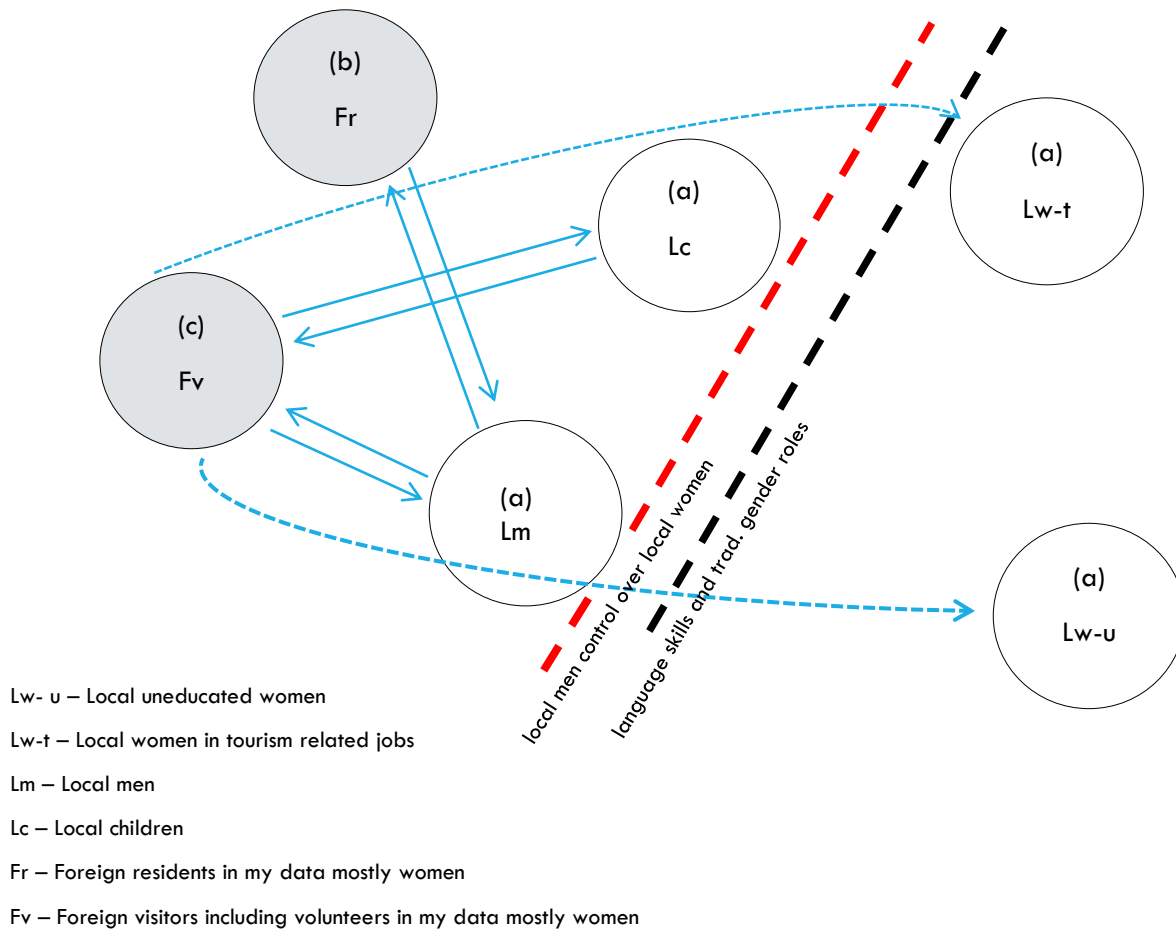 (b)
Fr
(a)
Lc
(a)
Lw-t
(c)
Fv
(a)
Lm
(a)
Lw-u
local men control over local women
language skills and trad. gender roles
Lw- u – Local uneducated women
Lw-t – Local women in tourism related jobs
Lm – Local men
Lc – Local children
Fr – Foreign residents in my data mostly women
Fv – Foreign visitors including volunteers in my data mostly women